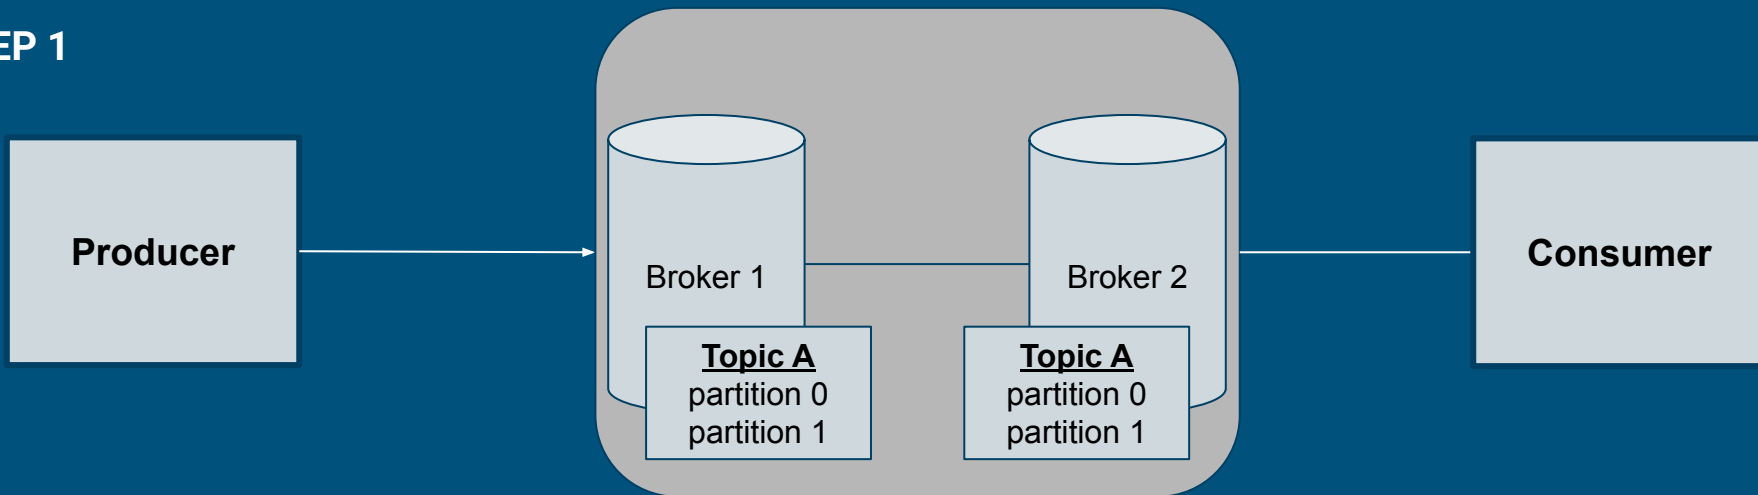 EP 1
Producer
Broker 1
Broker 2
Consumer
Topic A
partition 0
partition 1
Topic A
partition 0
partition 1